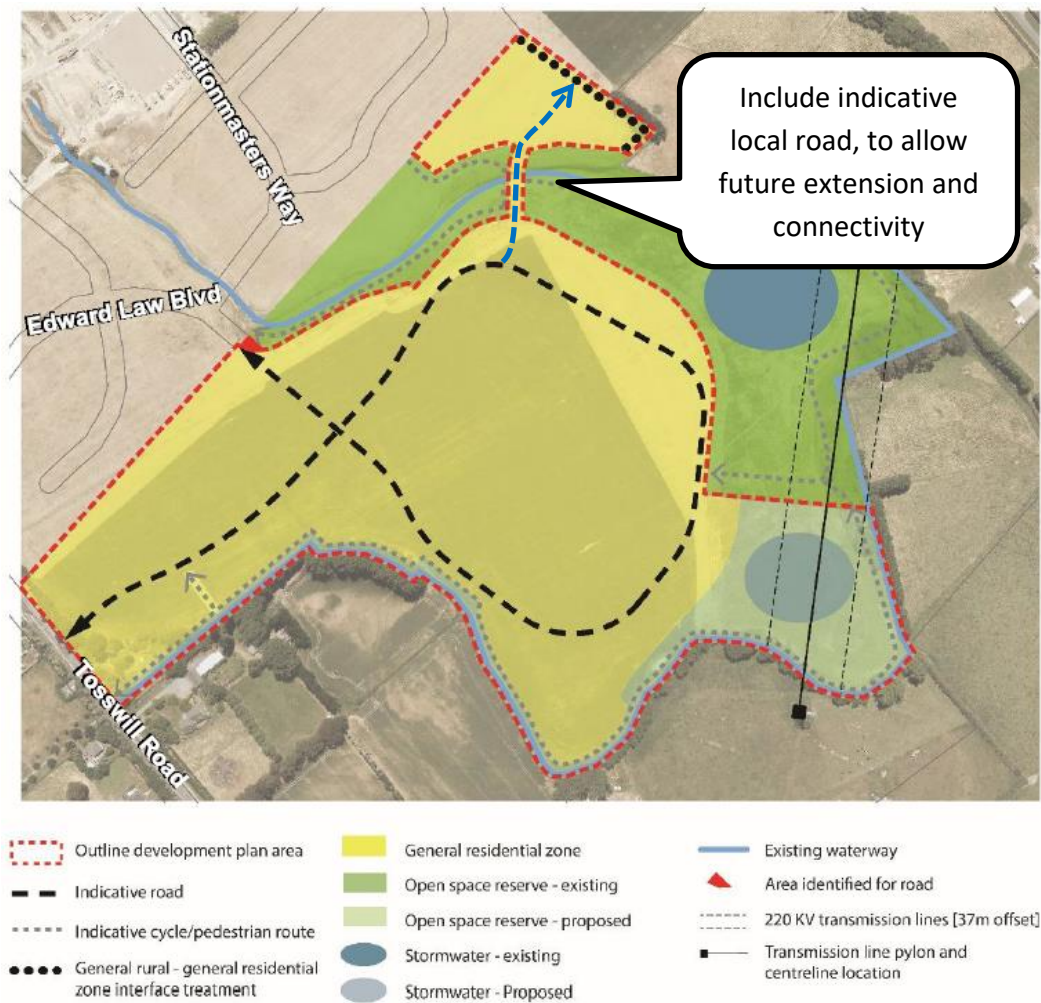 Stationmasters Way
Include indicative
local road, to allow
future extension and
connectivity
Edward Law Blvd
Tosswill Road
Outline development plan area
Indicative road
Indicative cycle/pedestrian route
General rural - general residential
zone interface treatment
General residential zone
Open space reserve - existing
Open space reserve - proposed
Stormwater - existing
Stormwater - Proposed
Existing waterway
Area identified for road
220 KV transmission lines [37m offset]
Transmission line pylon and
centreline location